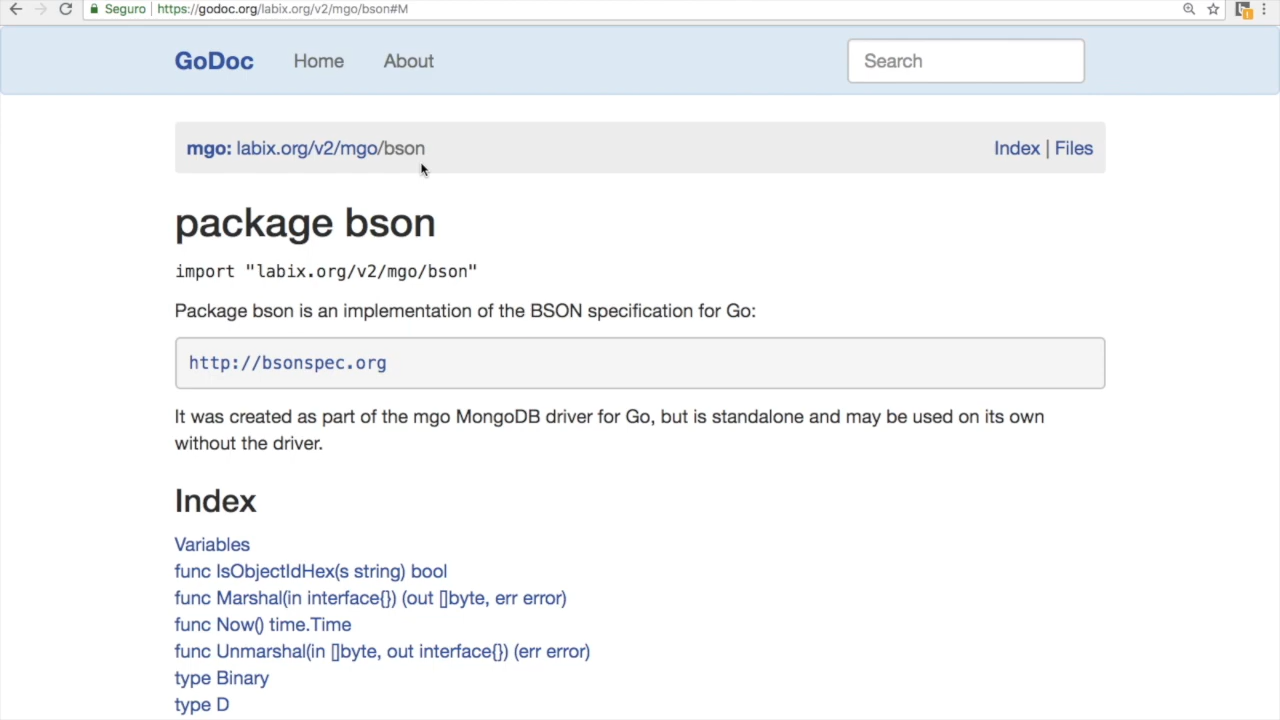 Seguro https://godoc.org/labix.org/v2/mgo/bson#M
GoDoc Home About Search
mgo: labix.org/v2/mgo/bson Index | Files
package bson
import "labix.org/v2/mgo/bson"
Package bson is an implementation of the BSON specification for Go:
http://bsonspec.org
It was created as part of the mgo MongoDB driver for Go, but is standalone and may be used on its own
without the driver.
Index
Variables
func IsObjectIdHex(s string) bool
func Marshal(in interface{}) (out []byte, err error)
func Now() time.Time
func Unmarshal(in []byte, out interface{}) (err error)
type Binary
type D